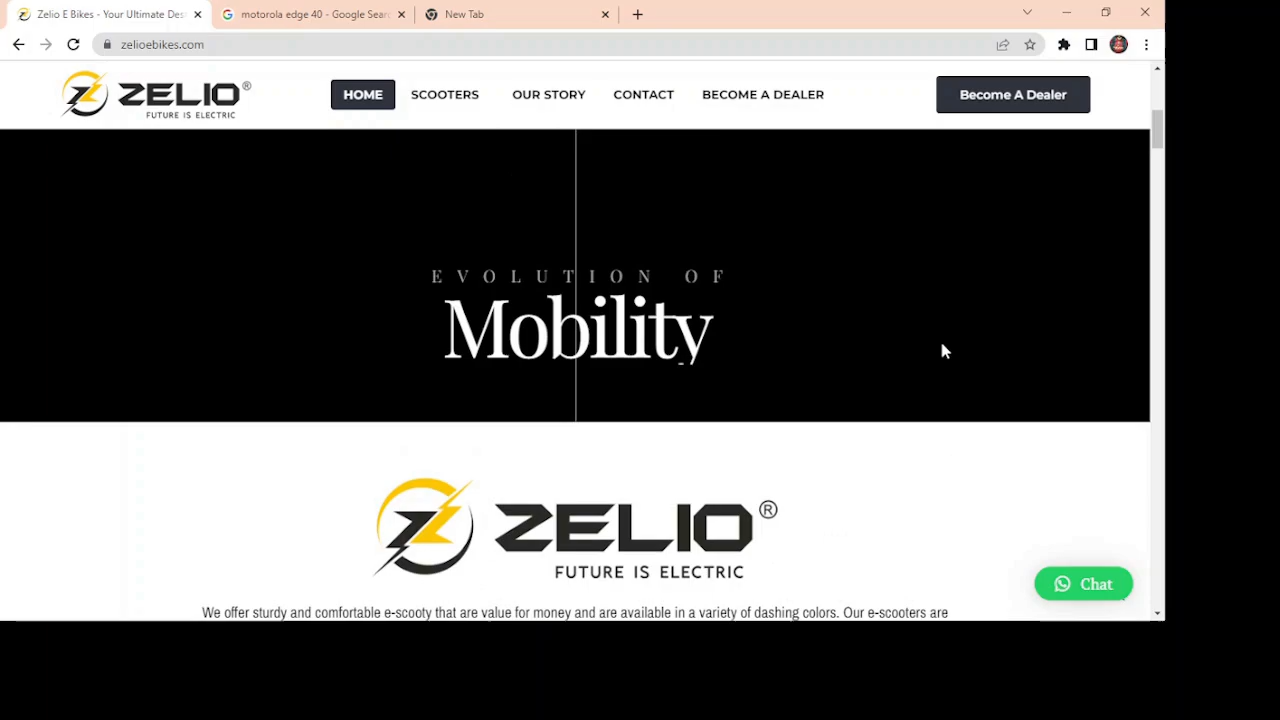 Zelio E Bikes - Your Ultimate Des
motorola edge 40 - Google Sear
New Tab
zelioebikes.com
ZELIO®
FUTURE IS ELECTRIC
HOME
SCOOTERS
OUR STORY
CONTACT
BECOME A DEALER
Become A Dealer
EVOLUTION OF
Mobility
ZELIO®
FUTURE IS ELECTRIC
We offer sturdy and comfortable e-scooty that are value for money and are available in a variety of dashing colors. Our e-scooters are
Chat